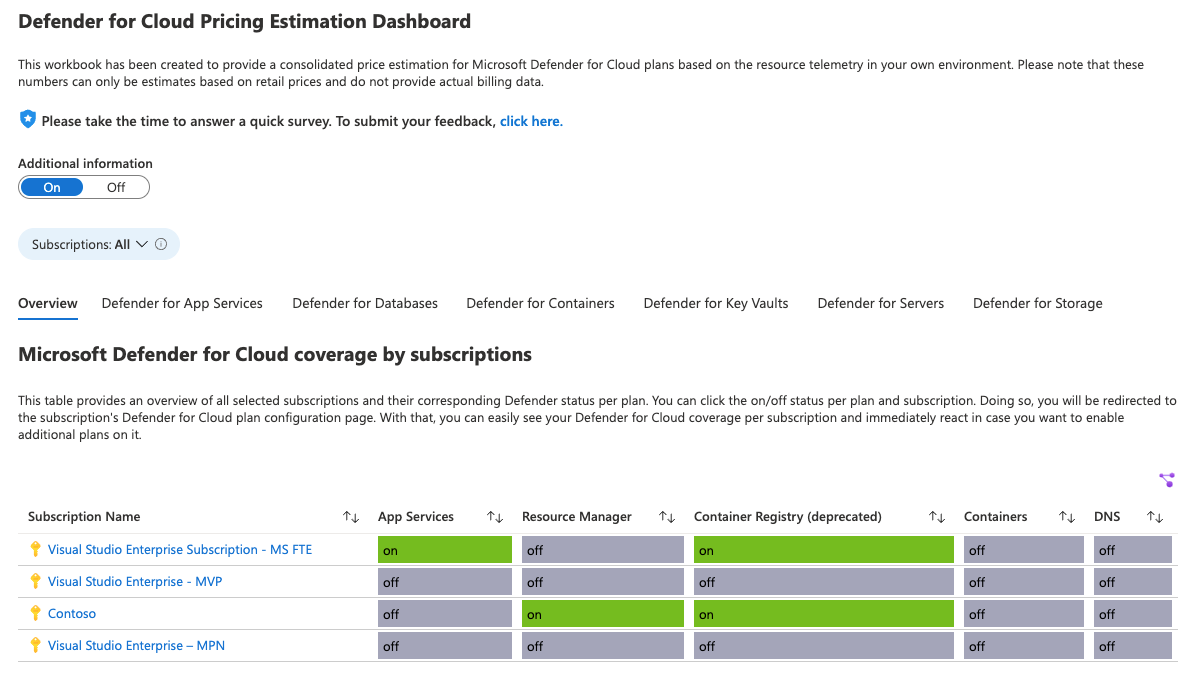 Defender for Cloud Pricing Estimation Dashboard
This workbook has been created to provide a consolidated price estimation for Microsoft Defender for Cloud plans based on the resource telemetry in your own environment. Please note that these
numbers can only be estimates based on retail prices and do not provide actual billing data.
Please take the time to answer a quick survey. To submit your feedback, click here.
Additional information
On Off
Subscriptions: All
Overview Defender for App Services Defender for Databases Defender for Containers Defender for Key Vaults Defender for Servers Defender for Storage
Microsoft Defender for Cloud coverage by subscriptions
This table provides an overview of all selected subscriptions and their corresponding Defender status per plan. You can click the on/off status per plan and subscription. Doing so, you will be redirected to
the subscription's Defender for Cloud plan configuration page. With that, you can easily see your Defender for Cloud coverage per subscription and immediately react in case you want to enable
additional plans on it.
Subscription Name App Services Resource Manager Container Registry (deprecated) Containers DNS
Visual Studio Enterprise Subscription - MS FTE on off on off off
Visual Studio Enterprise - MVP off off off off off
Contoso off on on off off
Visual Studio Enterprise – MPN off off off off off